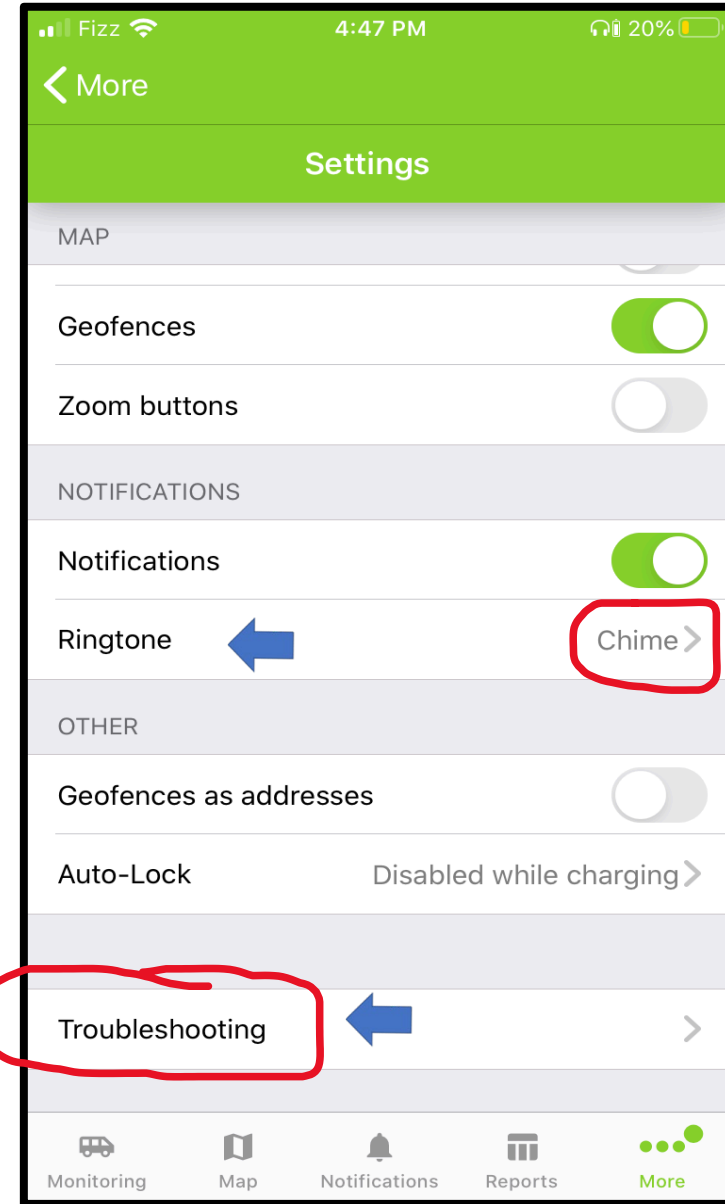 Fizz 4:47 PM 20%
More
Settings
MAP
Geofences
Zoom buttons
NOTIFICATIONS
Notifications
Ringtone Chime
OTHER
Geofences as addresses
Auto-Lock Disabled while charging
Troubleshooting
Monitoring Map Notifications Reports More